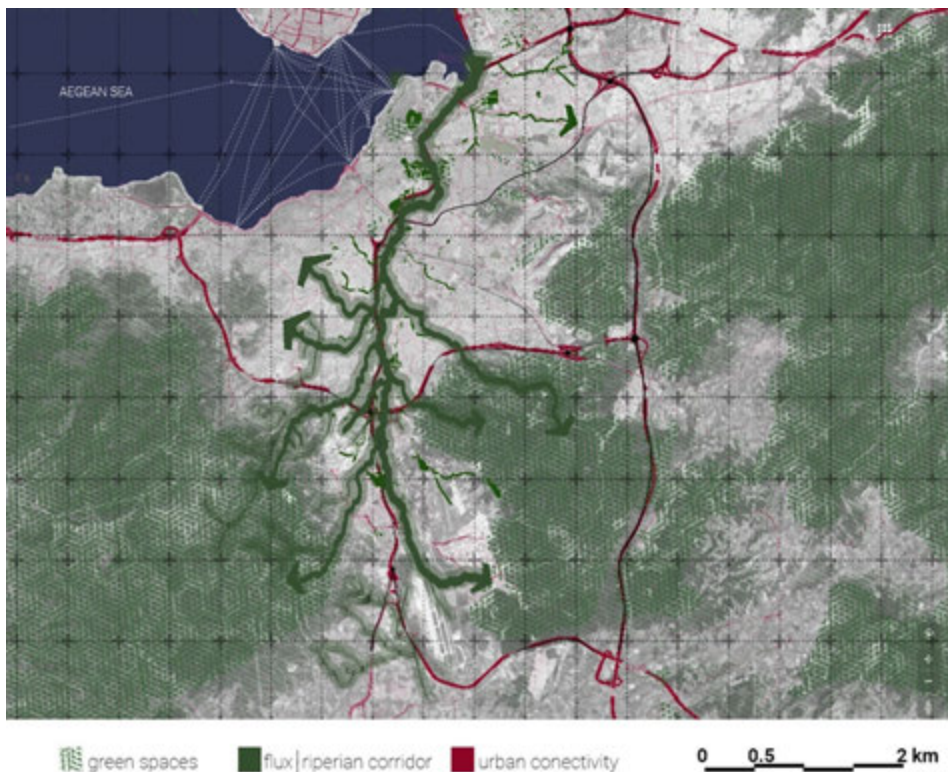 AEGEAN SEA
green spaces
flux|riperian corridor
urban conectivity
0 0.5 2 km